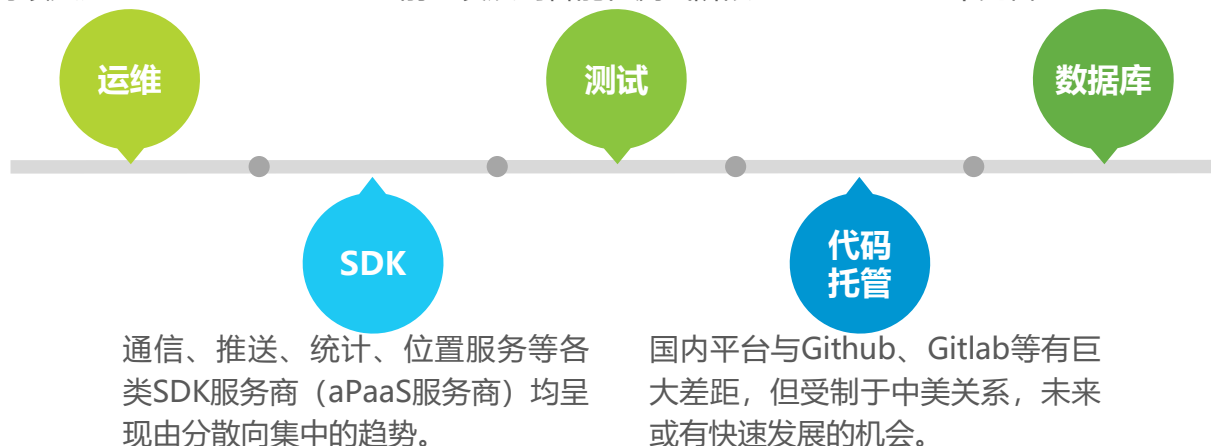 运维
测试
数据库
SDK
代码
托管
通信、推送、统计、位置服务等各
类SDK服务商（aPaaS服务商）均呈
现由分散向集中的趋势。
国内平台与Github、Gitlab等有巨
大差距，但受制于中美关系，未来
或有快速发展的机会。